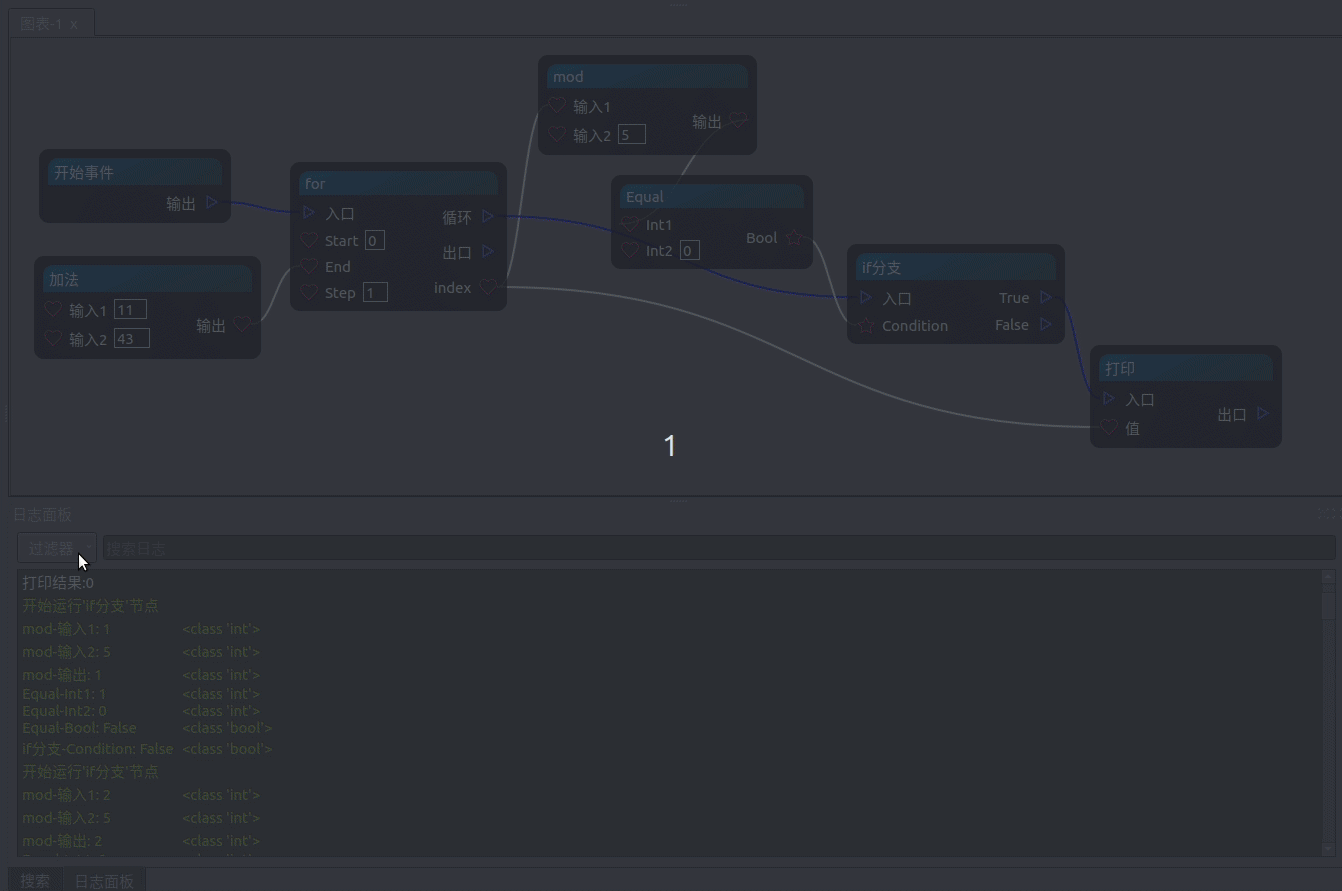 图表-1 x
mod
输入1
输出
输入2 5
开始事件
输出
for
入口
循环
Start 0
出口
End
Step 1
index
Equal
Int1
Bool
Int2 0
加法
输入1 11
输出
输入2 43
if分支
入口
True
Condition
False
打印
入口
出口
值
1
日志面板
过滤器
搜索日志
打印结果:0
开始运行'if分支'节点
mod-输入1: 1 <class 'int'>
mod-输入2: 5 <class 'int'>
mod-输出: 1 <class 'int'>
Equal-Int1: 1 <class 'int'>
Equal-Int2: 0 <class 'int'>
Equal-Bool: False <class 'bool'>
if分支-Condition: False <class 'bool'>
开始运行'if分支'节点
mod-输入1: 2 <class 'int'>
mod-输入2: 5 <class 'int'>
mod-输出: 2 <class 'int'>
搜索 日志面板